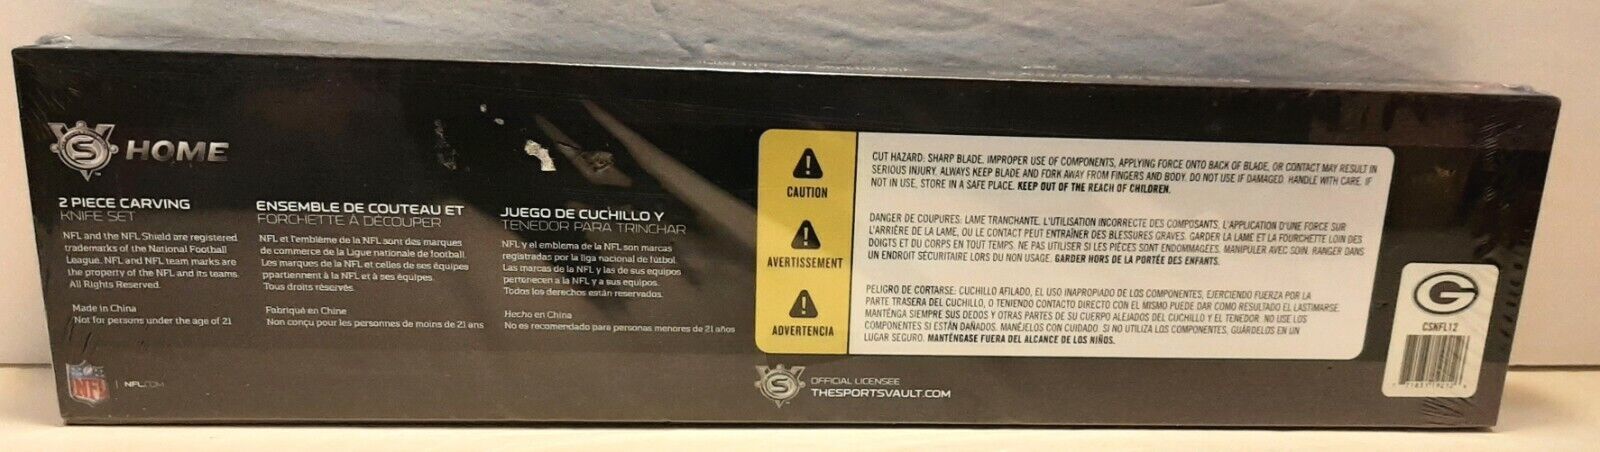 S HOME
2 PIECE CARVING
KNIFE SET
NFL and the NFL Shield are registered
trademarks of the National Football
League. NFL and NFL team marks are
the property of the NFL and its teams.
All Rights Reserved.
Made in China
Not for persons under the age of 21
NFL | NFL.COM
ENSEMBLE DE COUTEAU ET
FORCHETTE À DÉCOUPER
NFL et l'emblème de la NFL sont des marques
de commerce de la Ligue nationale de football.
Les marques de la NFL et celles de ses équipes
ppartiennent à la NFL et à ses équipes.
Tous droits réservés.
Fabriqué en Chine
Non conçu pour les personnes de moins de 21 ans
JUEGO DE CUCHILLO Y
TENEDOR PARA TRINCHAR
NFL y el emblema de la NFL son marcas
registradas por la liga nacional de fútbol.
Las marcas de la NFL y las de sus equipos
pertenecen a la NFL y a sus equipos.
Todos los derechos están reservados.
Hecho en China
No es recomendado para personas menores de 21 años
CAUTION
CUT HAZARD: SHARP BLADE. IMPROPER USE OF COMPONENTS, APPLYING FORCE ONTO BACK OF BLADE, OR CONTACT MAY RESULT IN
SERIOUS INJURY. ALWAYS KEEP BLADE AND FORK AWAY FROM FINGERS AND BODY. DO NOT USE IF DAMAGED. HANDLE WITH CARE. IF
NOT IN USE, STORE IN A SAFE PLACE. KEEP OUT OF THE REACH OF CHILDREN.
AVERTISSEMENT
DANGER DE COUPURES: LAME TRANCHANTE. L'UTILISATION INCORRECTE DES COMPOSANTS, L'APPLICATION D'UNE FORCE SUR
L'ARRIÈRE DE LA LAME, OU LE CONTACT PEUT ENTRAÎNER DES BLESSURES GRAVES. GARDER LA LAME ET LA FOURCHETTE LOIN DES
DOIGTS ET DU CORPS EN TOUT TEMPS. NE PAS UTILISER SI LES PIÈCES SONT ENDOMMAGÉES. MANIPULER AVEC SOIN. RANGER DANS
UN ENDROIT SÉCURITAIRE LORS DU NON USAGE. GARDER HORS DE LA PORTÉE DES ENFANTS.
ADVERTENCIA
PELIGRO DE CORTARSE: CUCHILLO AFILADO, EL USO INAPROPIADO DE LOS COMPONENTES, EJERCIENDO FUERZA POR LA
PARTE TRASERA DEL CUCHILLO, O TENIENDO CONTACTO DIRECTO CON EL MISMO PUEDE DAR COMO RESULTADO EL LASTIMARSE.
MANTÉNGA SIEMPRE SUS DEDOS Y OTRAS PARTES DE SU CUERPO ALEJADOS DEL CUCHILLO Y EL TENEDOR. NO USE LOS
COMPONENTES SI ESTÁN DAÑADOS. MANÉJELOS CON CUIDADO. SI NO UTILIZA LOS COMPONENTES, GUÁRDELOS EN UN
LUGAR SEGURO. MANTÉNGASE FUERA DEL ALCANCE DE LOS NIÑOS.
S OFFICIAL LICENSEE
THESPORTSVAULT.COM
G
CSKFL12